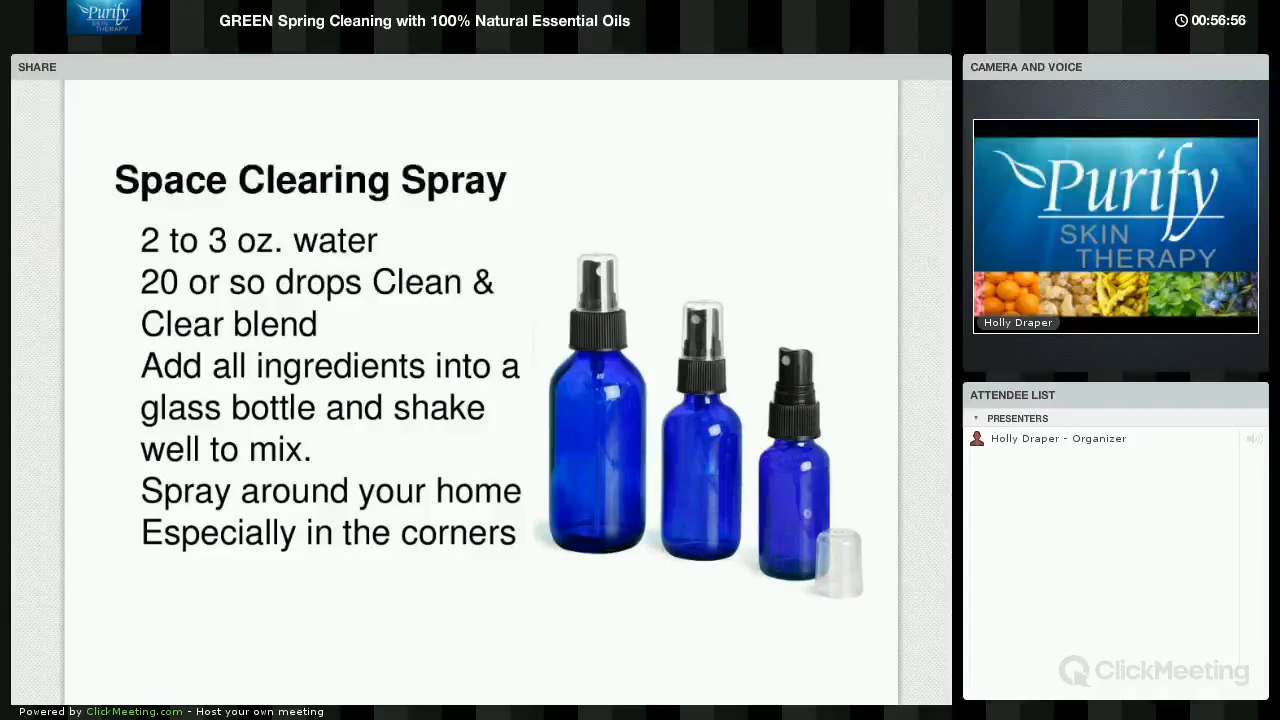 Purify
SKIN
THERAPY
GREEN Spring Cleaning with 100% Natural Essential Oils
00:56:56
SHARE
Space Clearing Spray
2 to 3 oz. water
20 or so drops Clean &
Clear blend
Add all ingredients into a
glass bottle and shake
well to mix.
Spray around your home
Especially in the corners
CAMERA AND VOICE
Purify
SKIN
THERAPY
Holly Draper
ATTENDEE LIST
PRESENTERS
Holly Draper - Organizer
ClickMeeting
Powered by ClickMeeting.com - Host your own meeting